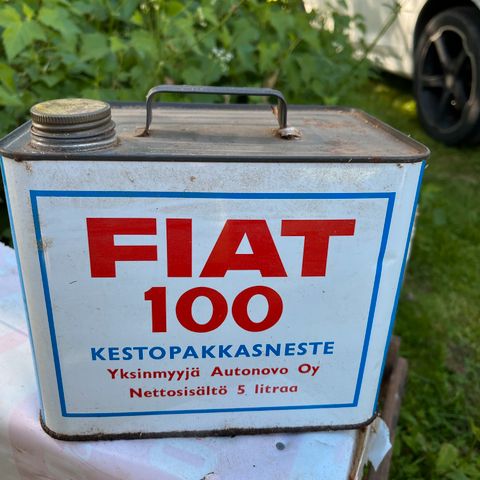 FIAT
100
KESTOPAKKASNESTE
Yksinmyyjä Autonovo Oy
Nettosisältö 5 litraa